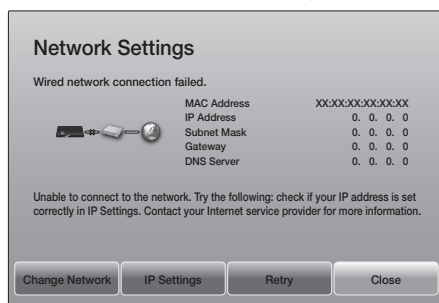 Network Settings
Wired network connection failed.
MAC Address XX:XX:XX:XX:XX:XX
IP Address 0. 0. 0. 0
Subnet Mask 0. 0. 0. 0
Gateway 0. 0. 0. 0
DNS Server 0. 0. 0. 0
Unable to connect to the network. Try the following: check if your IP address is set
correctly in IP Settings. Contact your Internet service provider for more information.
Change Network IP Settings Retry Close